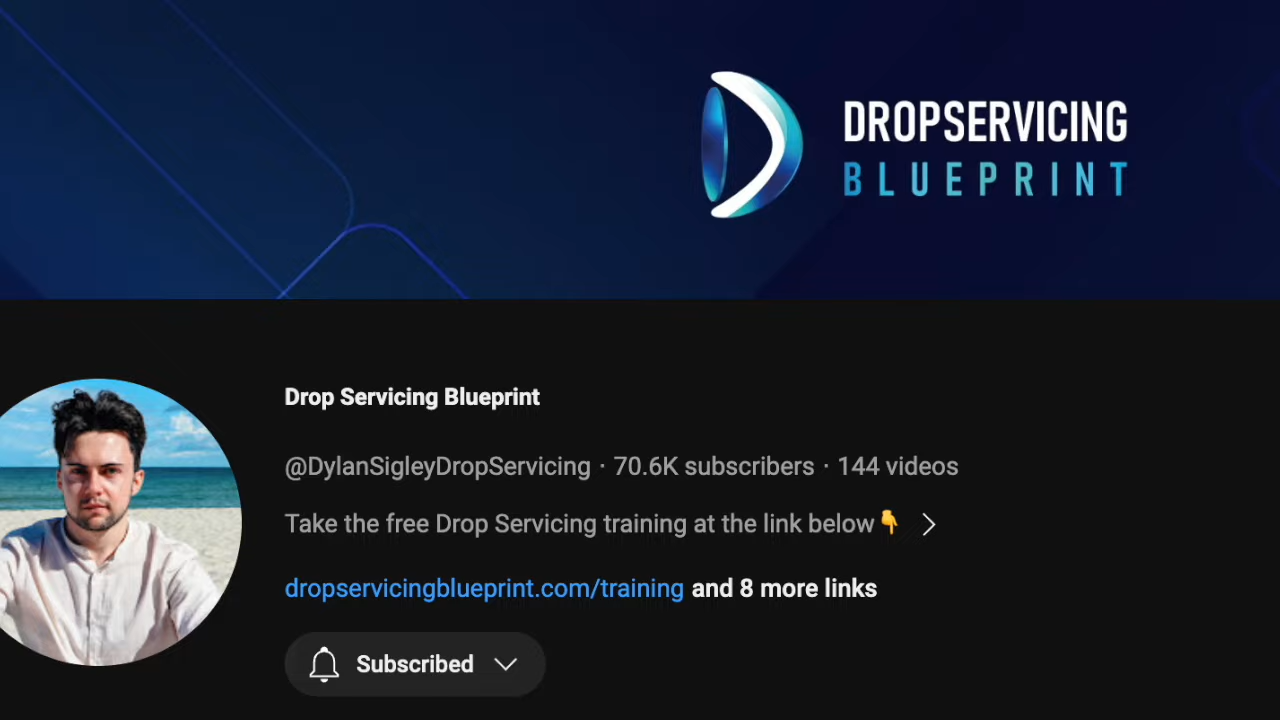 DROPSERVICING
BLUEPRINT
Drop Servicing Blueprint
@DylanSigleyDropServicing · 70.6K subscribers · 144 videos
Take the free Drop Servicing training at the link below👇
dropservicingblueprint.com/training and 8 more links
Subscribed